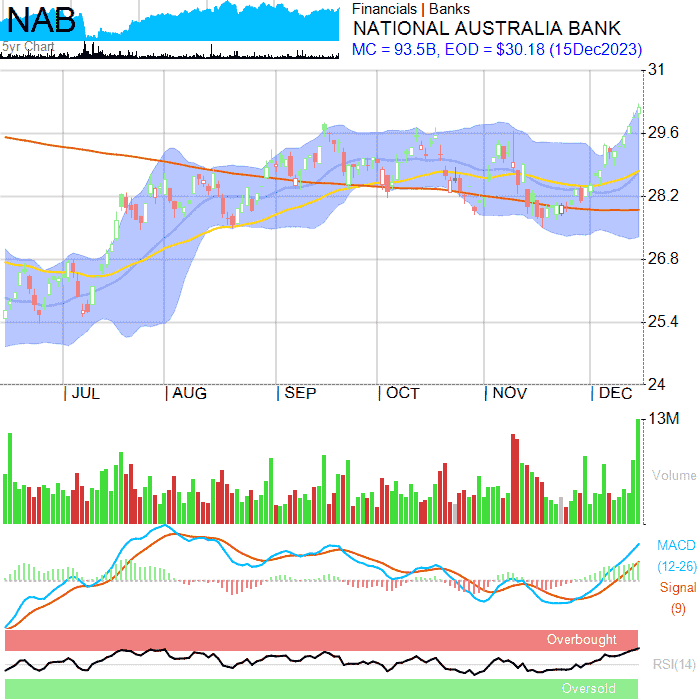 NAB
5yr Chart
Financials | Banks
NATIONAL AUSTRALIA BANK
MC = 93.5B, EOD = $30.18 (15Dec2023)
31
29.6
28.2
26.8
25.4
24
| JUL | AUG | SEP | OCT | NOV | DEC
13M
Volume
MACD
(12-26)
Signal
(9)
Overbought
RSI(14)
Oversold